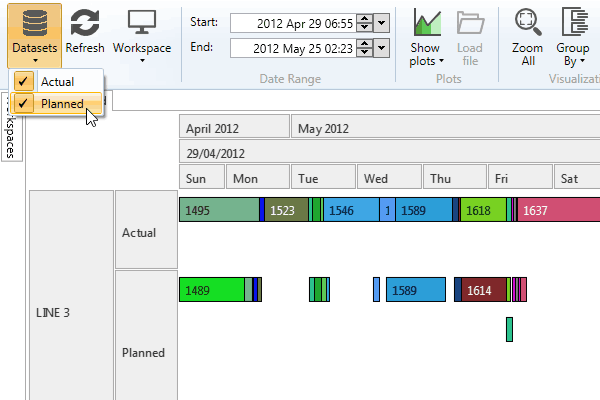 Datasets
Refresh
Workspace
Start: 2012 Apr 29 06:55
End: 2012 May 25 02:23
Date Range
Show plots
Load file
Plots
Zoom All
Group By
Actual
Planned
April 2012 May 2012
29/04/2012
Sun Mon Tue Wed Thu Fri Sat
LINE 3
Actual
1495 1523 1546 1 1589 1618 1637
Planned
1489 1589 1614